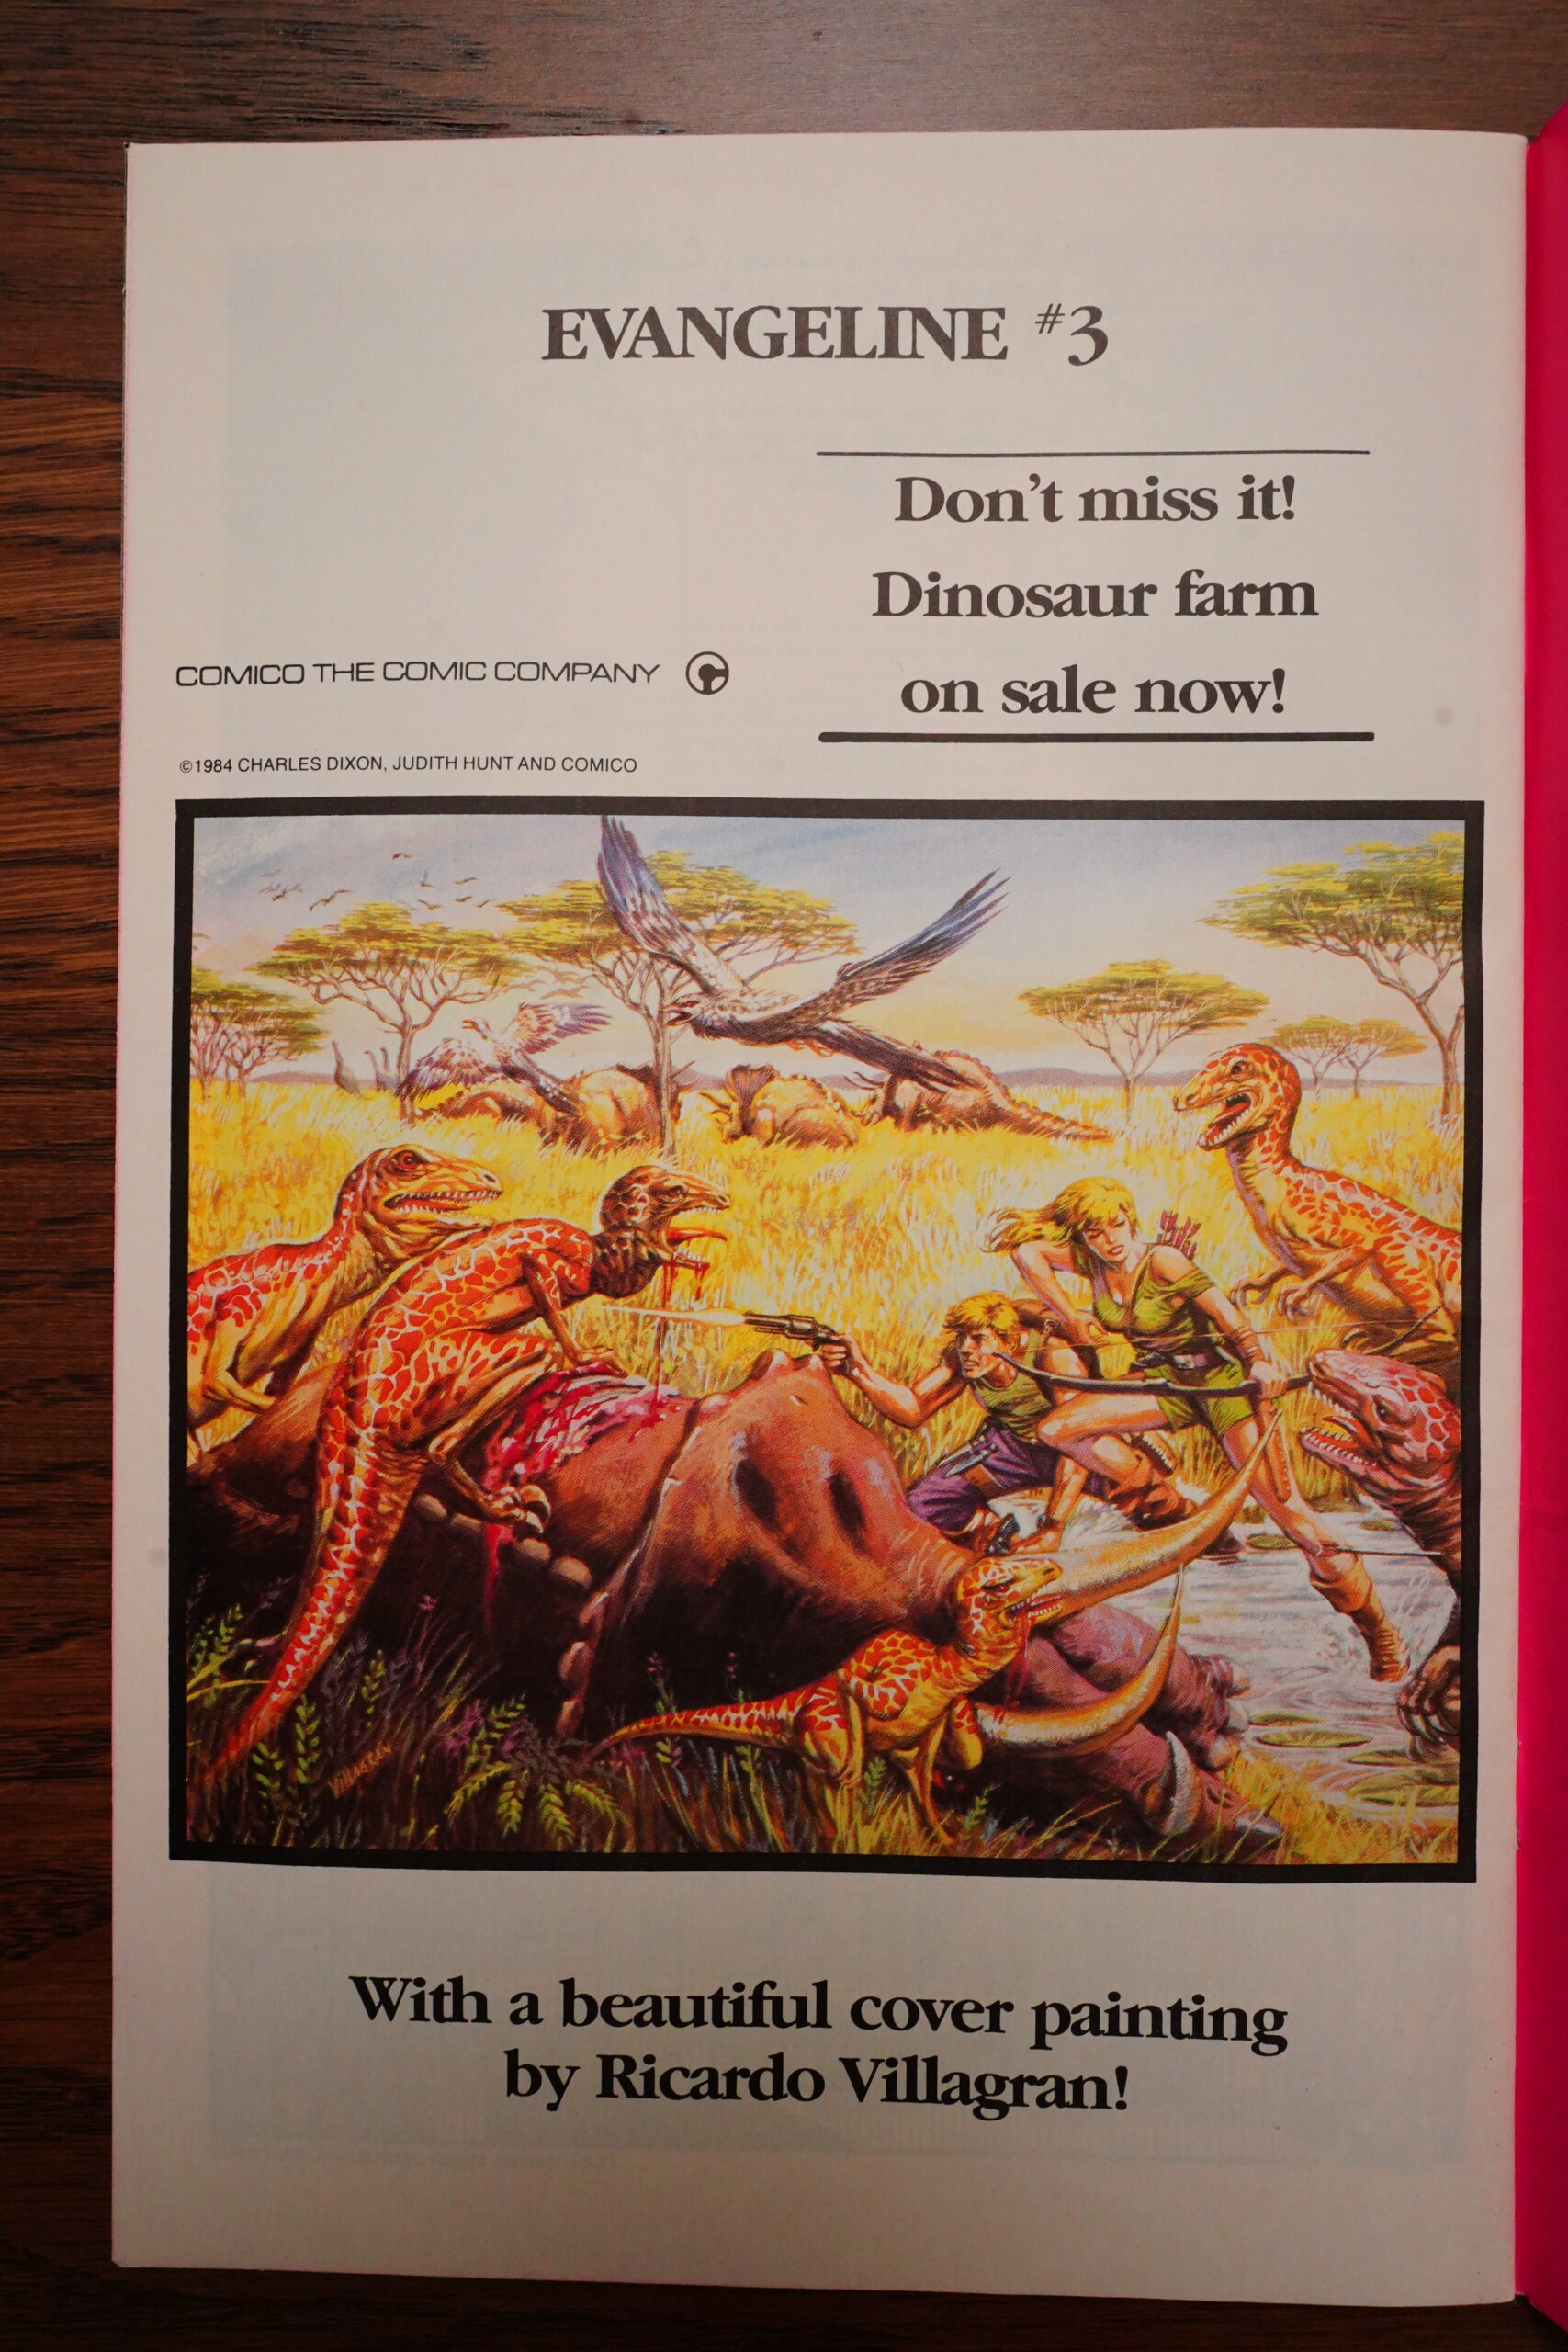 EVANGELINE #3
Don't miss it!
Dinosaur farm
on sale now!
COMICO THE COMIC COMPANY
©1984 CHARLES DIXON, JUDITH HUNT AND COMICO
VILLAGRAN
With a beautiful cover painting
by Ricardo Villagran!